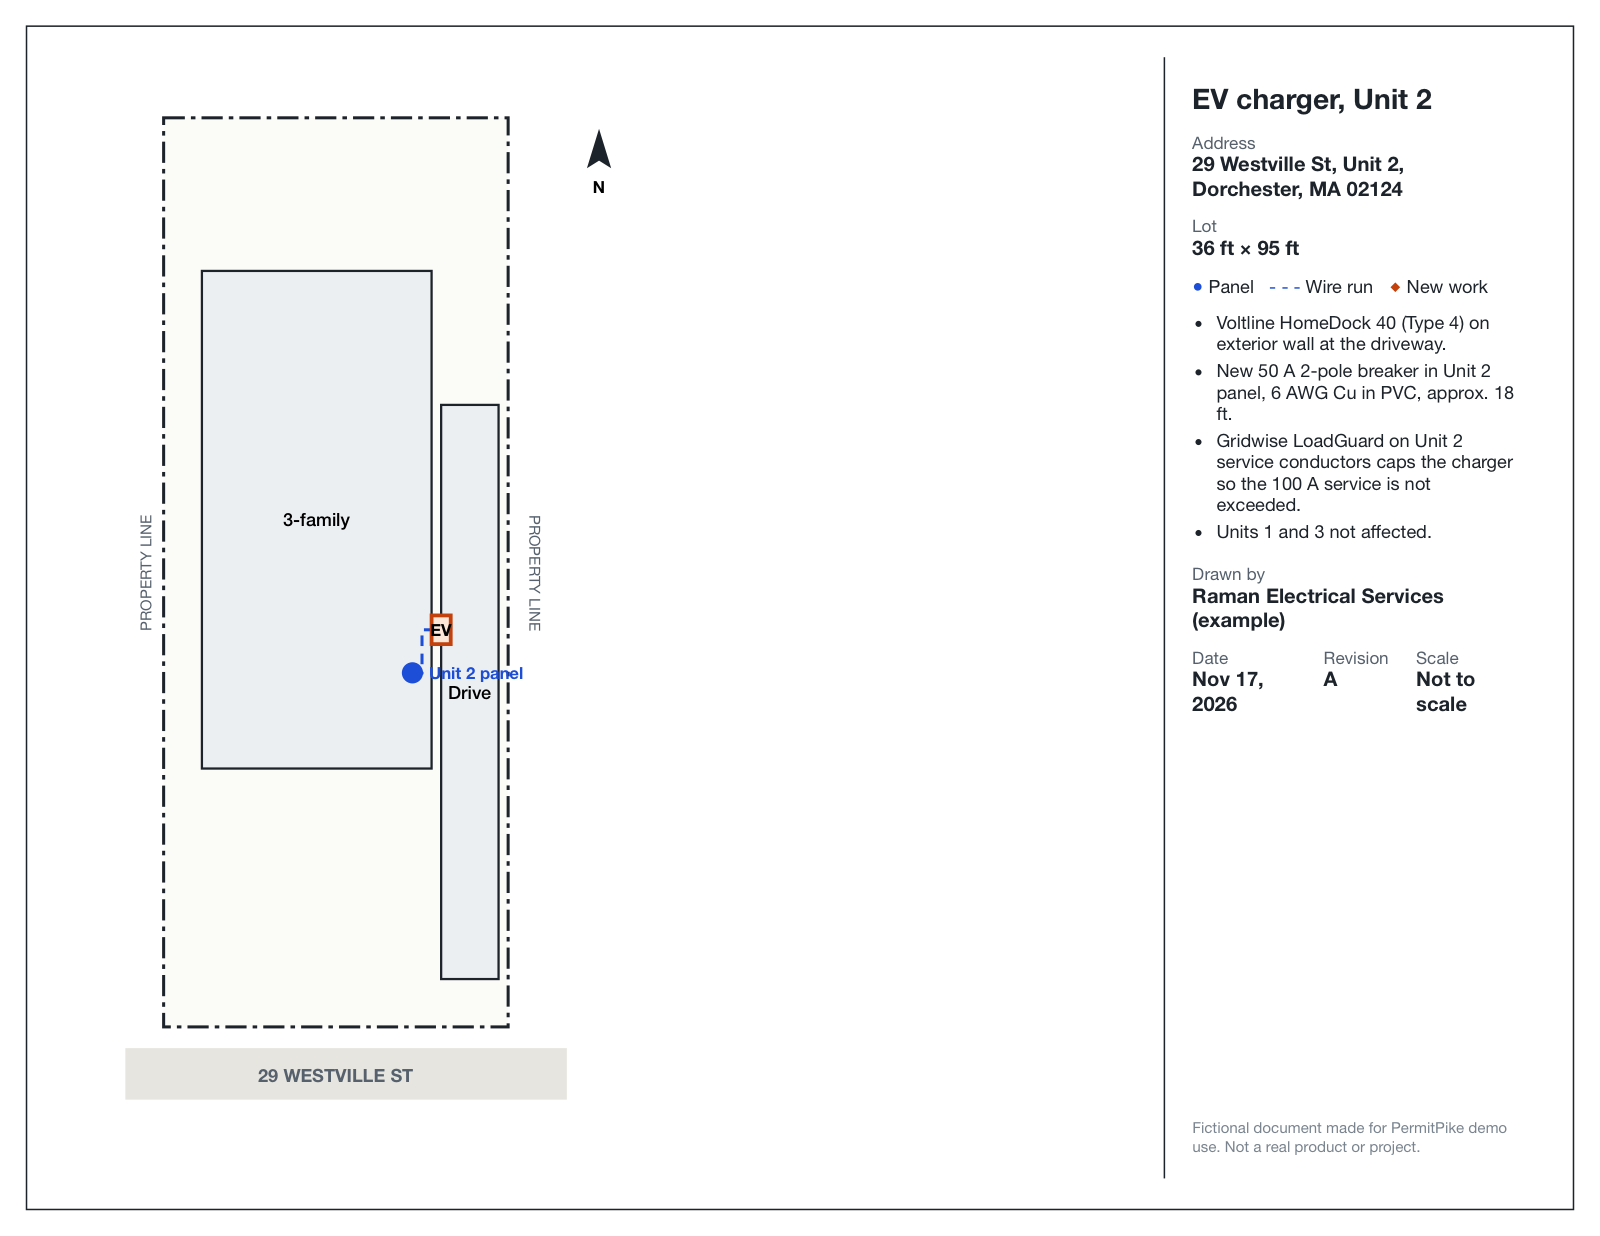 N
PROPERTY LINE
3-family
PROPERTY LINE
EV
Unit 2 panel
Drive
29 WESTVILLE ST
EV charger, Unit 2
Address
29 Westville St, Unit 2,
Dorchester, MA 02124
Lot
36 ft × 95 ft
Panel Wire run New work
• Voltline HomeDock 40 (Type 4) on
exterior wall at the driveway.
• New 50 A 2-pole breaker in Unit 2
panel, 6 AWG Cu in PVC, approx. 18
ft.
• Gridwise LoadGuard on Unit 2
service conductors caps the charger
so the 100 A service is not
exceeded.
• Units 1 and 3 not affected.
Drawn by
Raman Electrical Services
(example)
Date Revision Scale
Nov 17, A Not to
2026 scale
Fictional document made for PermitPike demo
use. Not a real product or project.